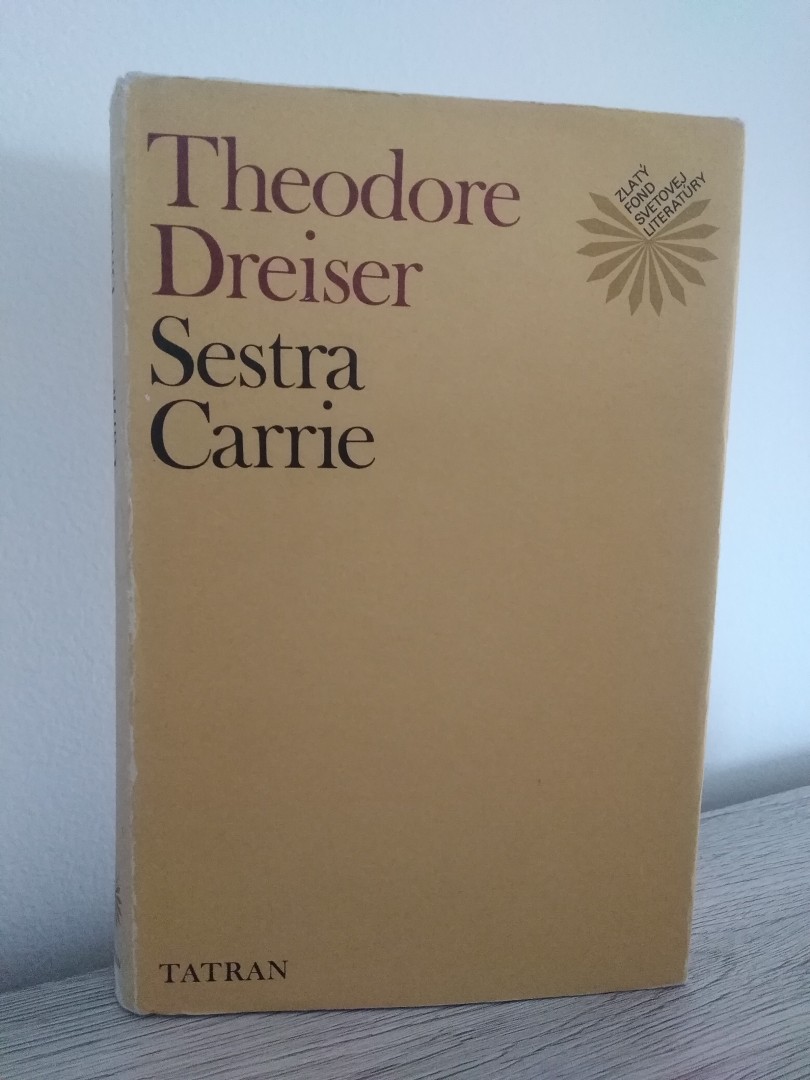 Theodore
Dreiser
Sestra
Carrie
ZLATÝ
FOND
SVETOVEJ
LITERATÚRY
TATRAN